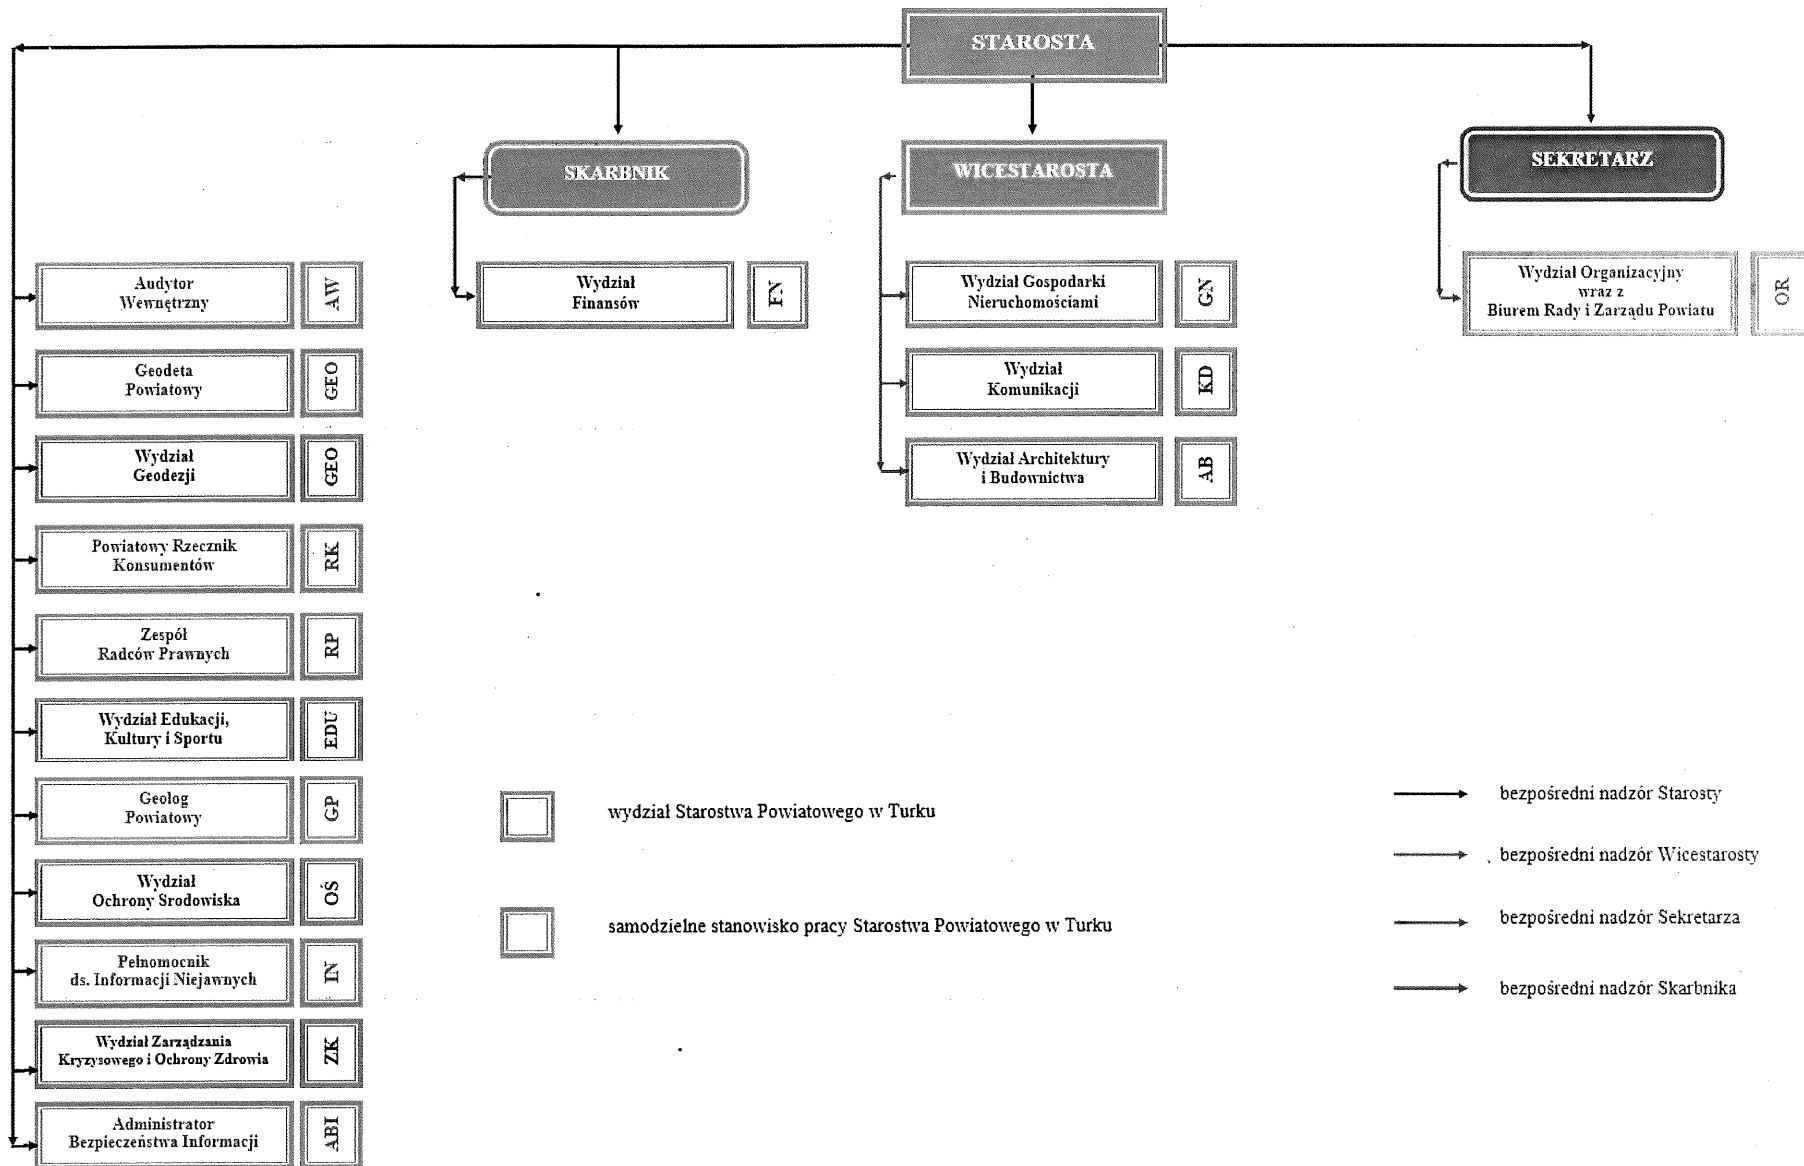 STAROSTA
SKARBNIK
WICESTAROSTA
SEKRETARZ
Audytor
Wewnętrzny
AW
Geodeta
Powiatowy
GEO
Wydział
Geodezji
GEO
Powiatowy Rzecznik
Konsumentów
RK
Zespół
Radców Prawnych
RP
Wydział Edukacji,
Kultury i Sportu
EDU
Geolog
Powiatowy
GP
Wydział
Ochrony Środowiska
OŚ
Pełnomocnik
ds. Informacji Niejawnych
IN
Wydział Zarządzania
Kryzysowego i Ochrony Zdrowia
ZK
Administrator
Bezpieczeństwa Informacji
ABI
Wydział
Finansów
FN
Wydział Gospodarki
Nieruchomościami
GN
Wydział
Komunikacji
KD
Wydział Architektury
i Budownictwa
AB
Wydział Organizacyjny
wraz z
Biurem Rady i Zarządu Powiatu
OR
wydział Starostwa Powiatowego w Turku
samodzielne stanowisko pracy Starostwa Powiatowego w Turku
bezpośredni nadzór Starosty
bezpośredni nadzór Wicestarosty
bezpośredni nadzór Sekretarza
bezpośredni nadzór Skarbnika